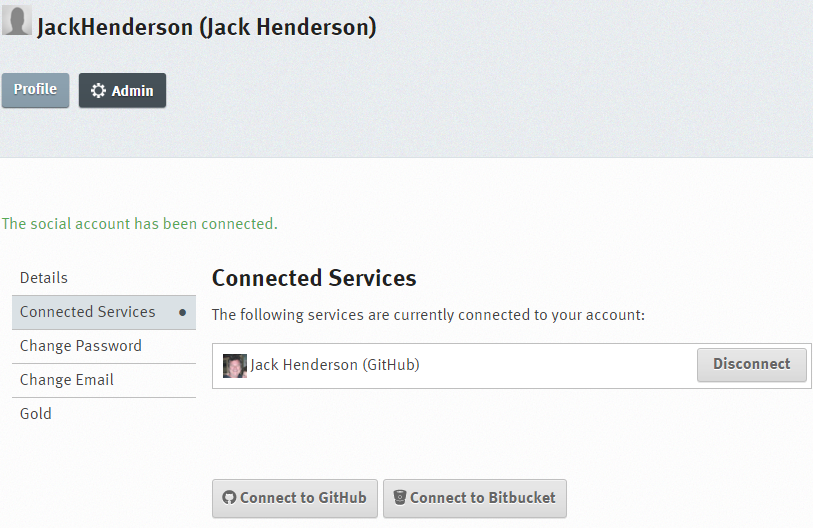 JackHenderson (Jack Henderson)
Profile
Admin
The social account has been connected.
Details
Connected Services
Change Password
Change Email
Gold
Connected Services
The following services are currently connected to your account:
Jack Henderson (GitHub)
Disconnect
Connect to GitHub
Connect to Bitbucket